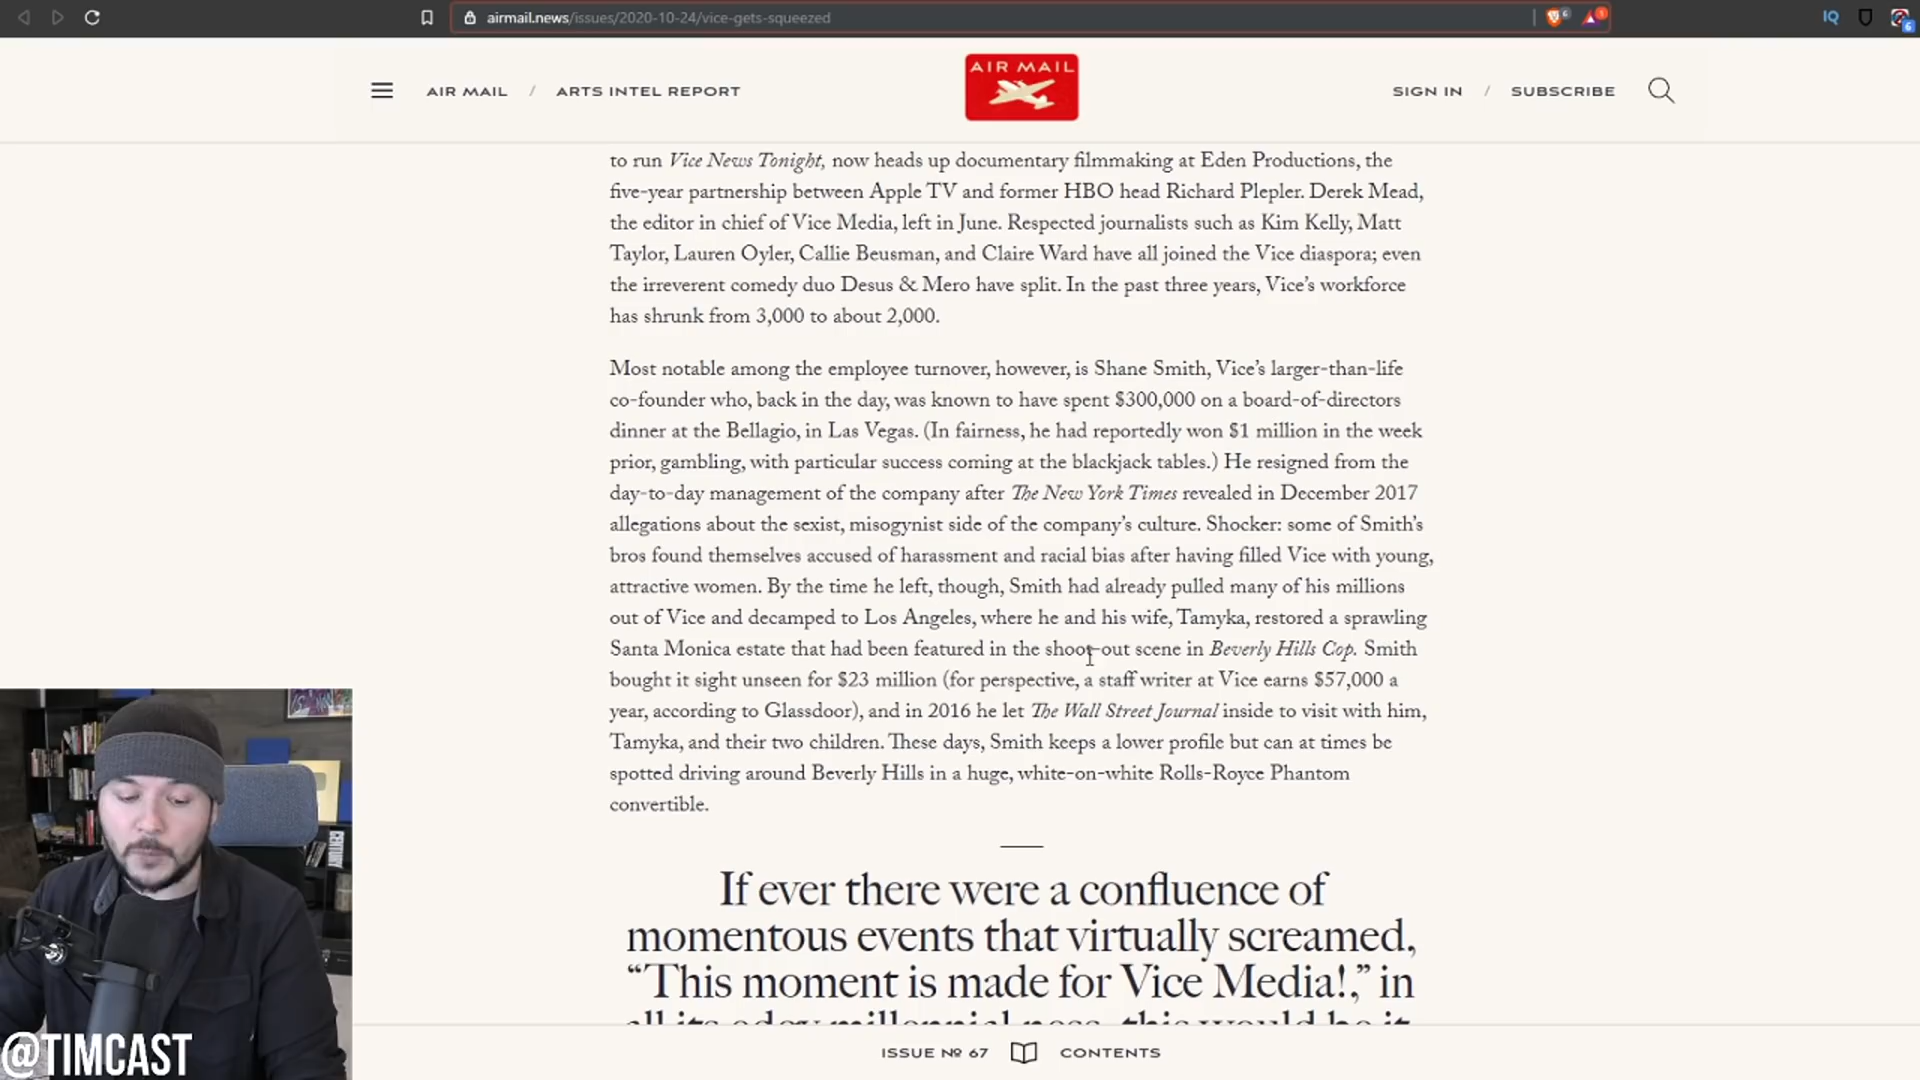 airmail.news/issues/2020-10-24/vice-gets-squeezed
IQ
6
1
6
AIR MAIL / ARTS INTEL REPORT
AIR MAIL
SIGN IN / SUBSCRIBE
to run Vice News Tonight, now heads up documentary filmmaking at Eden Productions, the
five-year partnership between Apple TV and former HBO head Richard Plepler. Derek Mead,
the editor in chief of Vice Media, left in June. Respected journalists such as Kim Kelly, Matt
Taylor, Lauren Oyler, Callie Beusman, and Claire Ward have all joined the Vice diaspora; even
the irreverent comedy duo Desus & Mero have split. In the past three years, Vice’s workforce
has shrunk from 3,000 to about 2,000.
Most notable among the employee turnover, however, is Shane Smith, Vice’s larger-than-life
co-founder who, back in the day, was known to have spent $300,000 on a board-of-directors
dinner at the Bellagio, in Las Vegas. (In fairness, he had reportedly won $1 million in the week
prior, gambling, with particular success coming at the blackjack tables.) He resigned from the
day-to-day management of the company after The New York Times revealed in December 2017
allegations about the sexist, misogynist side of the company’s culture. Shocker: some of Smith’s
bros found themselves accused of harassment and racial bias after having filled Vice with young,
attractive women. By the time he left, though, Smith had already pulled many of his millions
out of Vice and decamped to Los Angeles, where he and his wife, Tamyka, restored a sprawling
Santa Monica estate that had been featured in the shoot-out scene in Beverly Hills Cop. Smith
bought it sight unseen for $23 million (for perspective, a staff writer at Vice earns $57,000 a
year, according to Glassdoor), and in 2016 he let The Wall Street Journal inside to visit with him,
Tamyka, and their two children. These days, Smith keeps a lower profile but can at times be
spotted driving around Beverly Hills in a huge, white-on-white Rolls-Royce Phantom
convertible.
If ever there were a confluence of
momentous events that virtually screamed,
“This moment is made for Vice Media!,” in
all its edgy millennial-ness, this would be it.
ISSUE Nº 67 CONTENTS
@TIMCAST